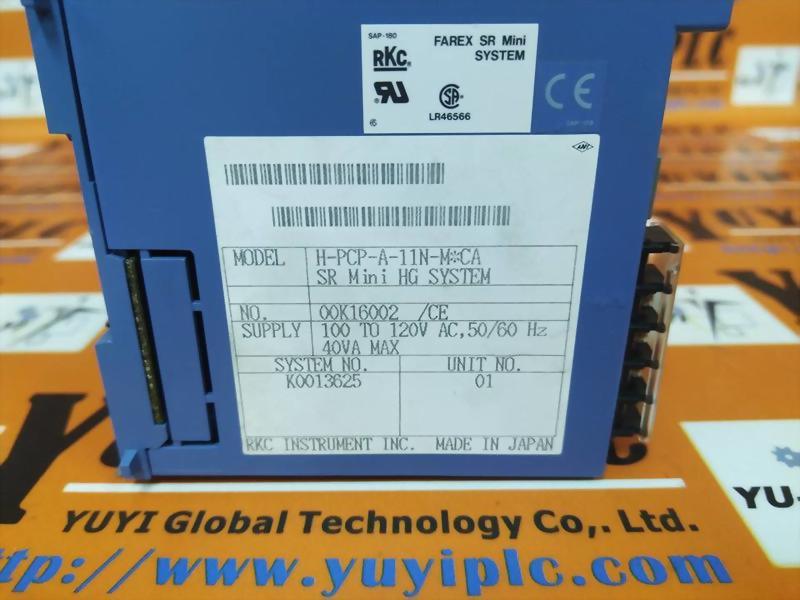 SAP-180
RKC
FAREX SR Mini
SYSTEM
LR46566
CE
MODEL H-PCP-A-11N-M*CA
SR Mini HG SYSTEM
NO. 00K16002 /CE
SUPPLY 100 TO 120V AC,50/60 Hz
40VA MAX
SYSTEM NO. UNIT NO.
K0013625 01
RKC INSTRUMENT INC. MADE IN JAPAN
YU-
YUYI Global Technology Co,. Ltd.
ttp://www.yuyiplc.com/